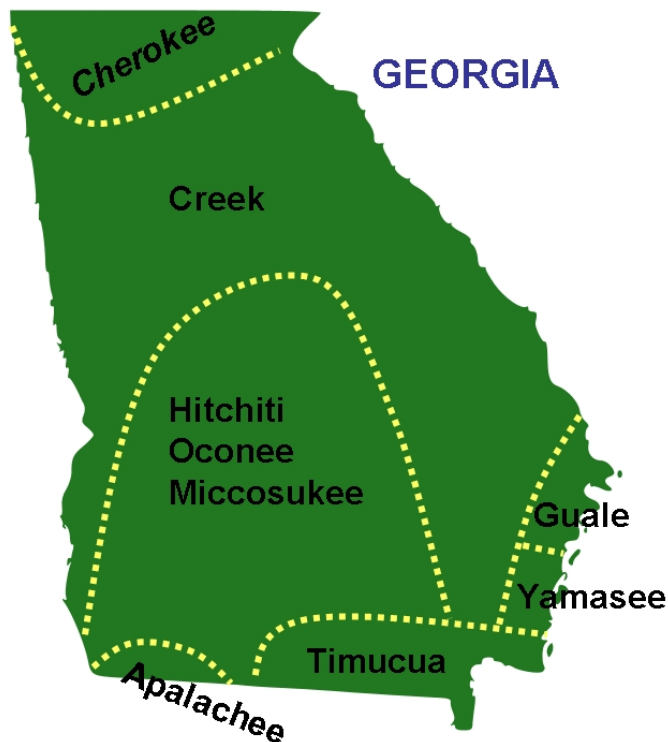 Cherokee
GEORGIA
Creek
Hitchiti
Oconee
Miccosukee
Guale
Yamasee
Timucua
Apalachee